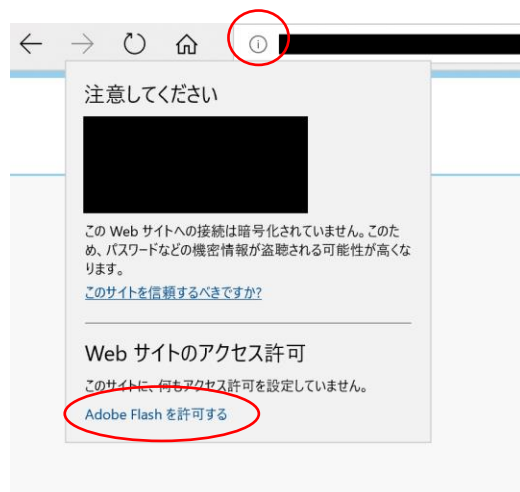 注意してください
この Web サイトへの接続は暗号化されていません。このた
め、パスワードなどの機密情報が盗聴される可能性が高くな
ります。
このサイトを信頼するべきですか?
Web サイトのアクセス許可
このサイトに、何もアクセス許可を設定していません。
Adobe Flash を許可する